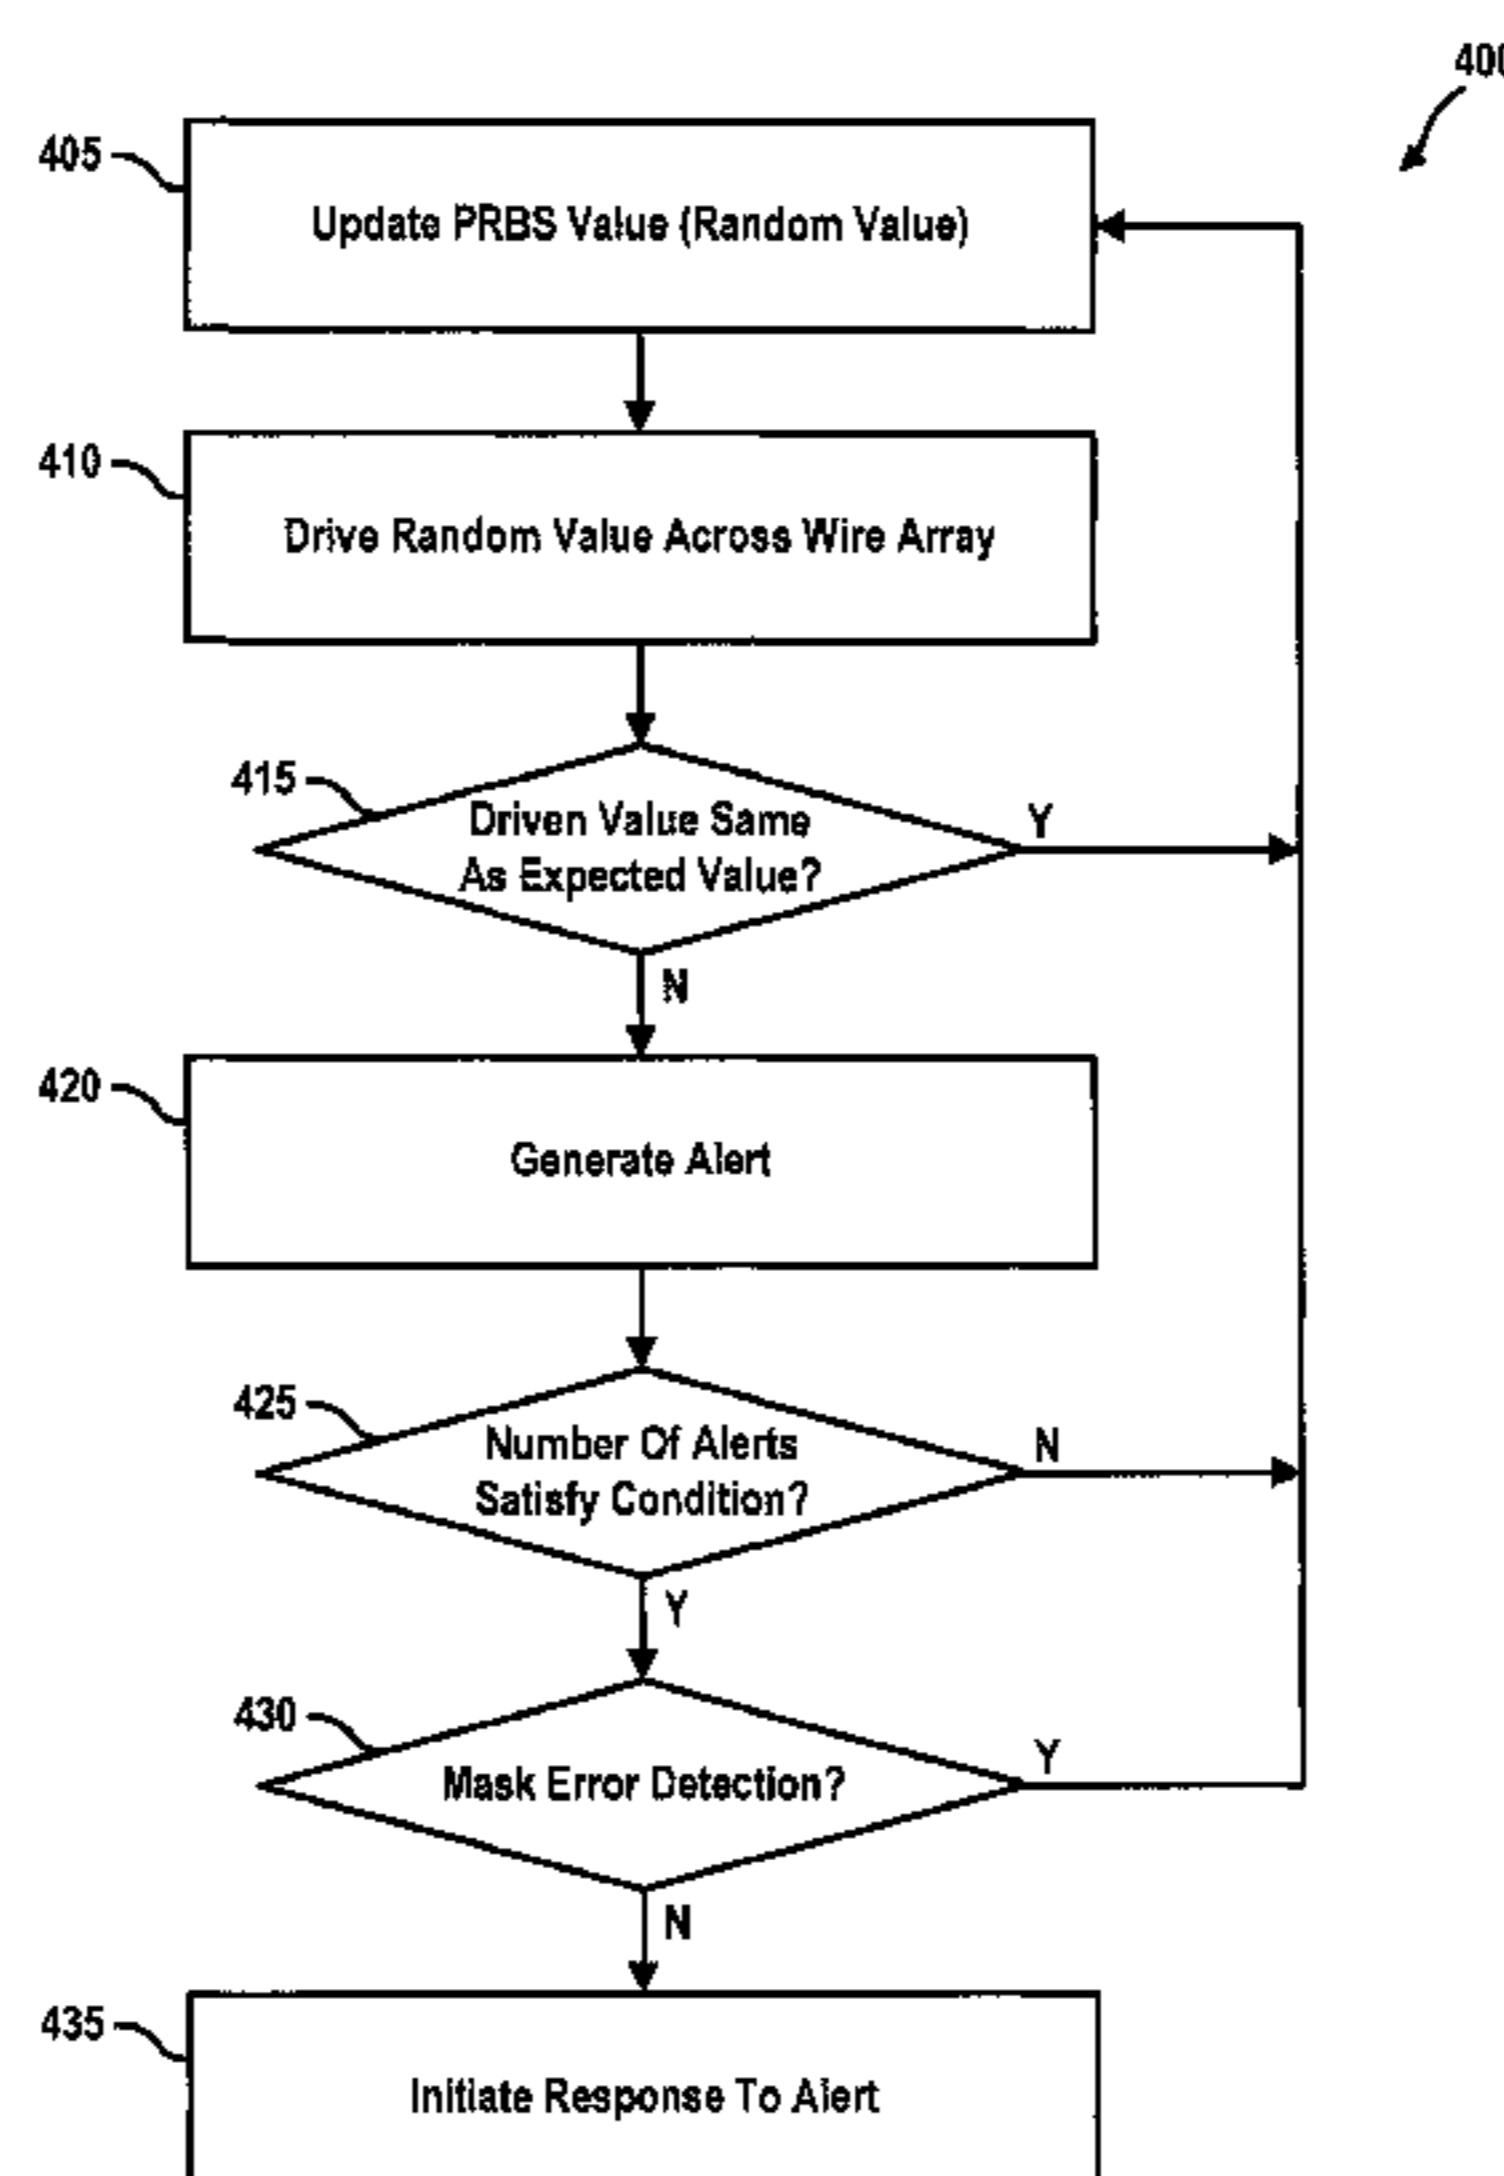 400
405
Update PRBS Value (Random Value)
410
Drive Random Value Across Wire Array
415
Driven Value Same
As Expected Value?
Y
N
420
Generate Alert
425
Number Of Alerts
Satisfy Condition?
N
Y
430
Mask Error Detection?
Y
N
435
Initiate Response To Alert